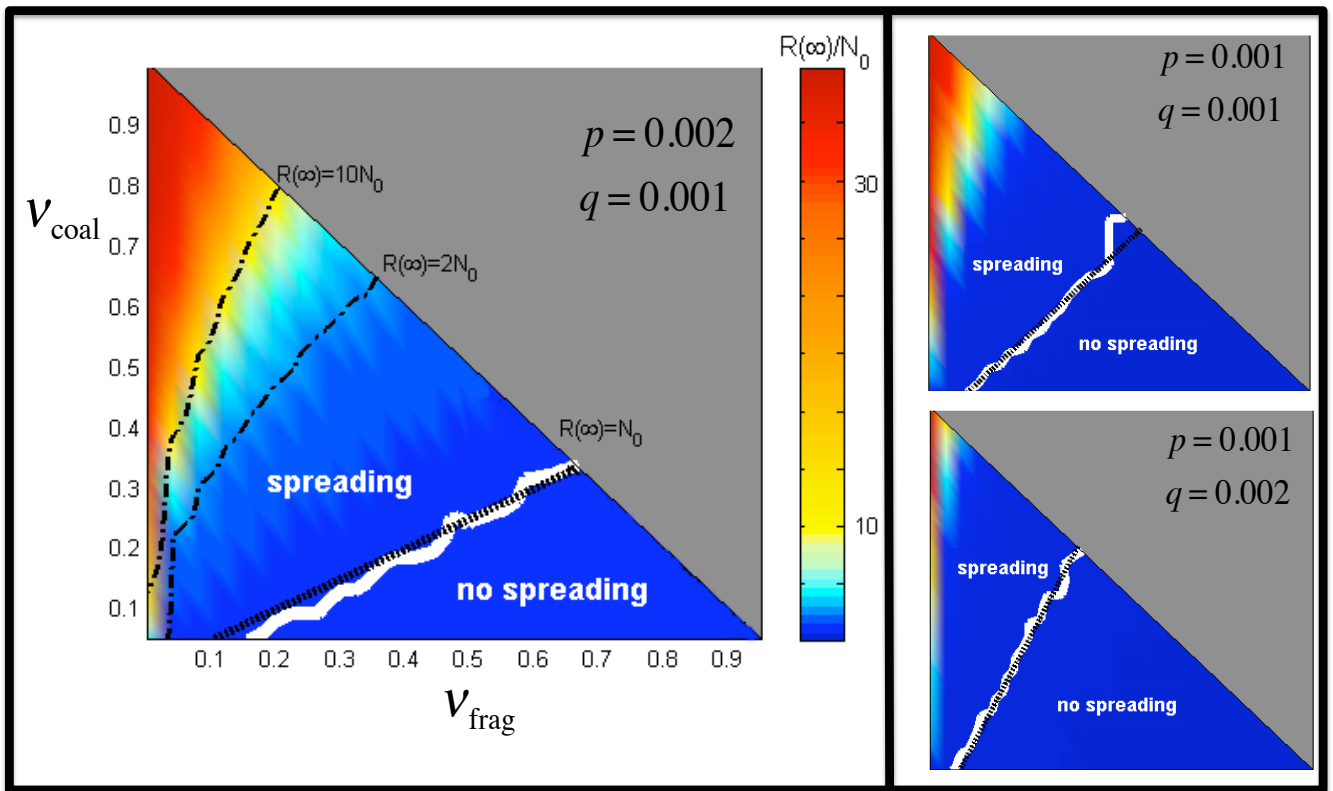 R(∞)/N₀
0
30
10
p = 0.002
q = 0.001
ν_coal
0.9
0.8
0.7
0.6
0.5
0.4
0.3
0.2
0.1
R(∞)=10N₀
R(∞)=2N₀
R(∞)=N₀
spreading
no spreading
0.1 0.2 0.3 0.4 0.5 0.6 0.7 0.8 0.9
ν_frag
p = 0.001
q = 0.001
spreading
no spreading
p = 0.001
q = 0.002
spreading
no spreading